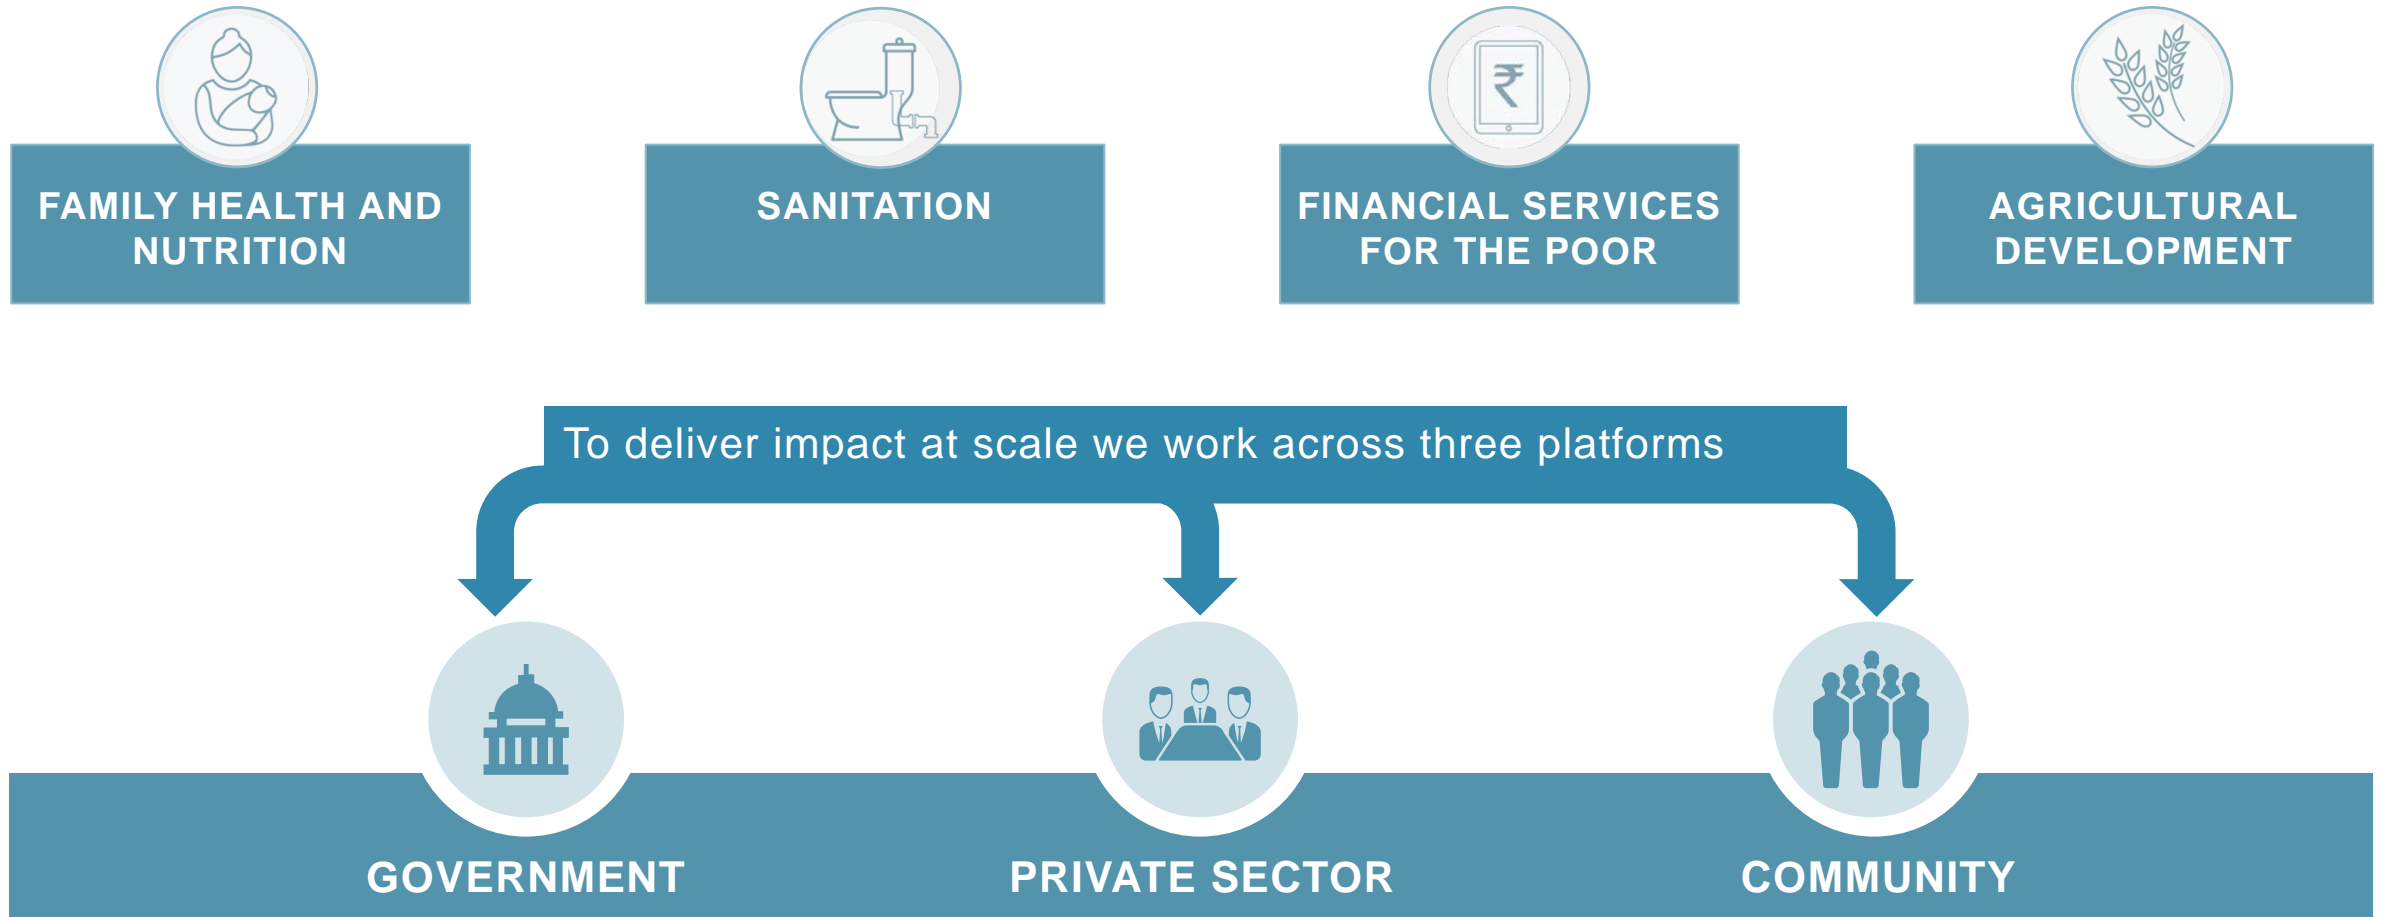 ₹
FAMILY HEALTH AND
NUTRITION
SANITATION
FINANCIAL SERVICES
FOR THE POOR
AGRICULTURAL
DEVELOPMENT
To deliver impact at scale we work across three platforms
GOVERNMENT
PRIVATE SECTOR
COMMUNITY